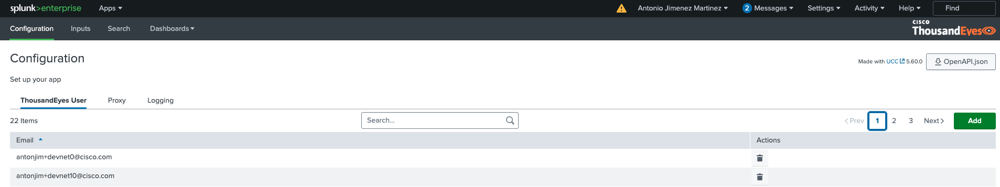 splunk>enterprise Apps Antonio Jimenez Martinez 2 Messages Settings Activity Help Find
Configuration Inputs Search Dashboards CISCO ThousandEyes
Configuration
Made with UCC 5.60.0 OpenAPI.json
Set up your app
ThousandEyes User Proxy Logging
22 Items Search... Prev 1 2 3 Next Add
Email Actions
antonjim+devnet0@cisco.com
antonjim+devnet10@cisco.com